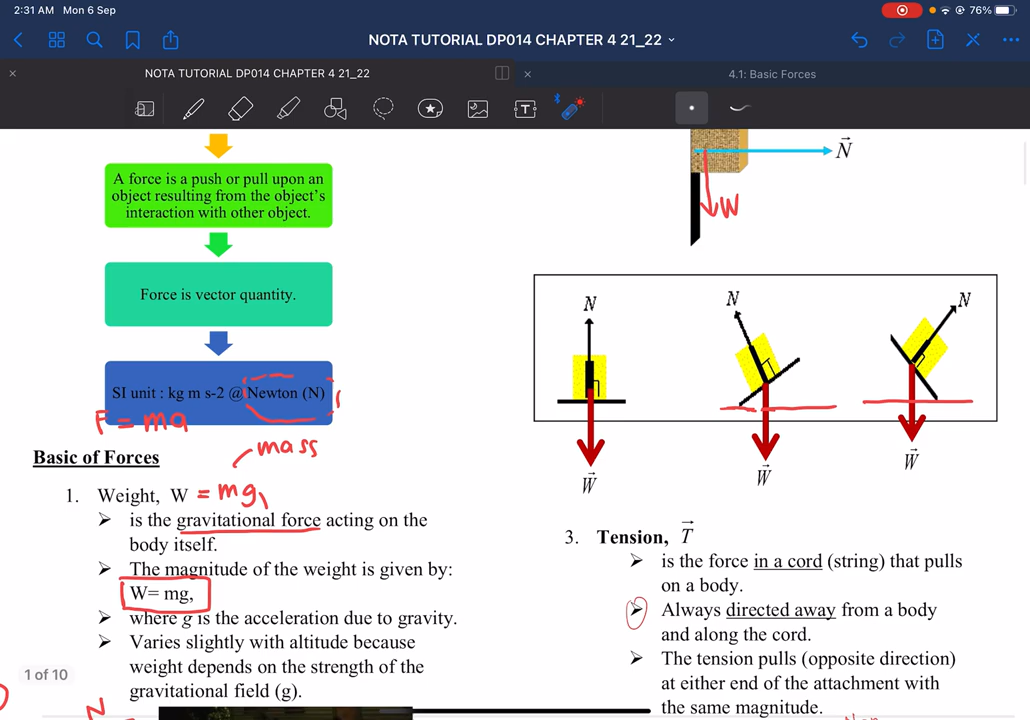 2:31 AM Mon 6 Sep
76%
NOTA TUTORIAL DP014 CHAPTER 4 21_22
NOTA TUTORIAL DP014 CHAPTER 4 21_22
4.1: Basic Forces
A force is a push or pull upon an
object resulting from the object's
interaction with other object.
Force is vector quantity.
SI unit : kg m s-2 @ Newton (N)
F = ma
mass
Basic of Forces
1. Weight, W = mg
➢ is the gravitational force acting on the
body itself.
➢ The magnitude of the weight is given by:
W= mg,
➢ where g is the acceleration due to gravity.
➢ Varies slightly with altitude because
weight depends on the strength of the
gravitational field (g).
1 of 10
N
N
W
N
N
N
W
W
W
3. Tension, T
➢ is the force in a cord (string) that pulls
on a body.
➢ Always directed away from a body
and along the cord.
➢ The tension pulls (opposite direction)
at either end of the attachment with
the same magnitude.